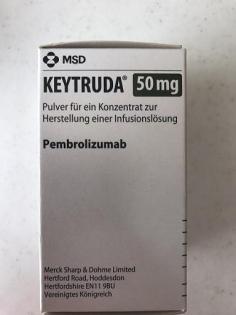 MSD
KEYTRUDA® 50 mg
Pulver für ein Konzentrat zur
Herstellung einer Infusionslösung
Pembrolizumab
Merck Sharp & Dohme Limited
Hertford Road, Hoddesdon
Hertfordshire EN11 9BU
Vereinigtes Königreich